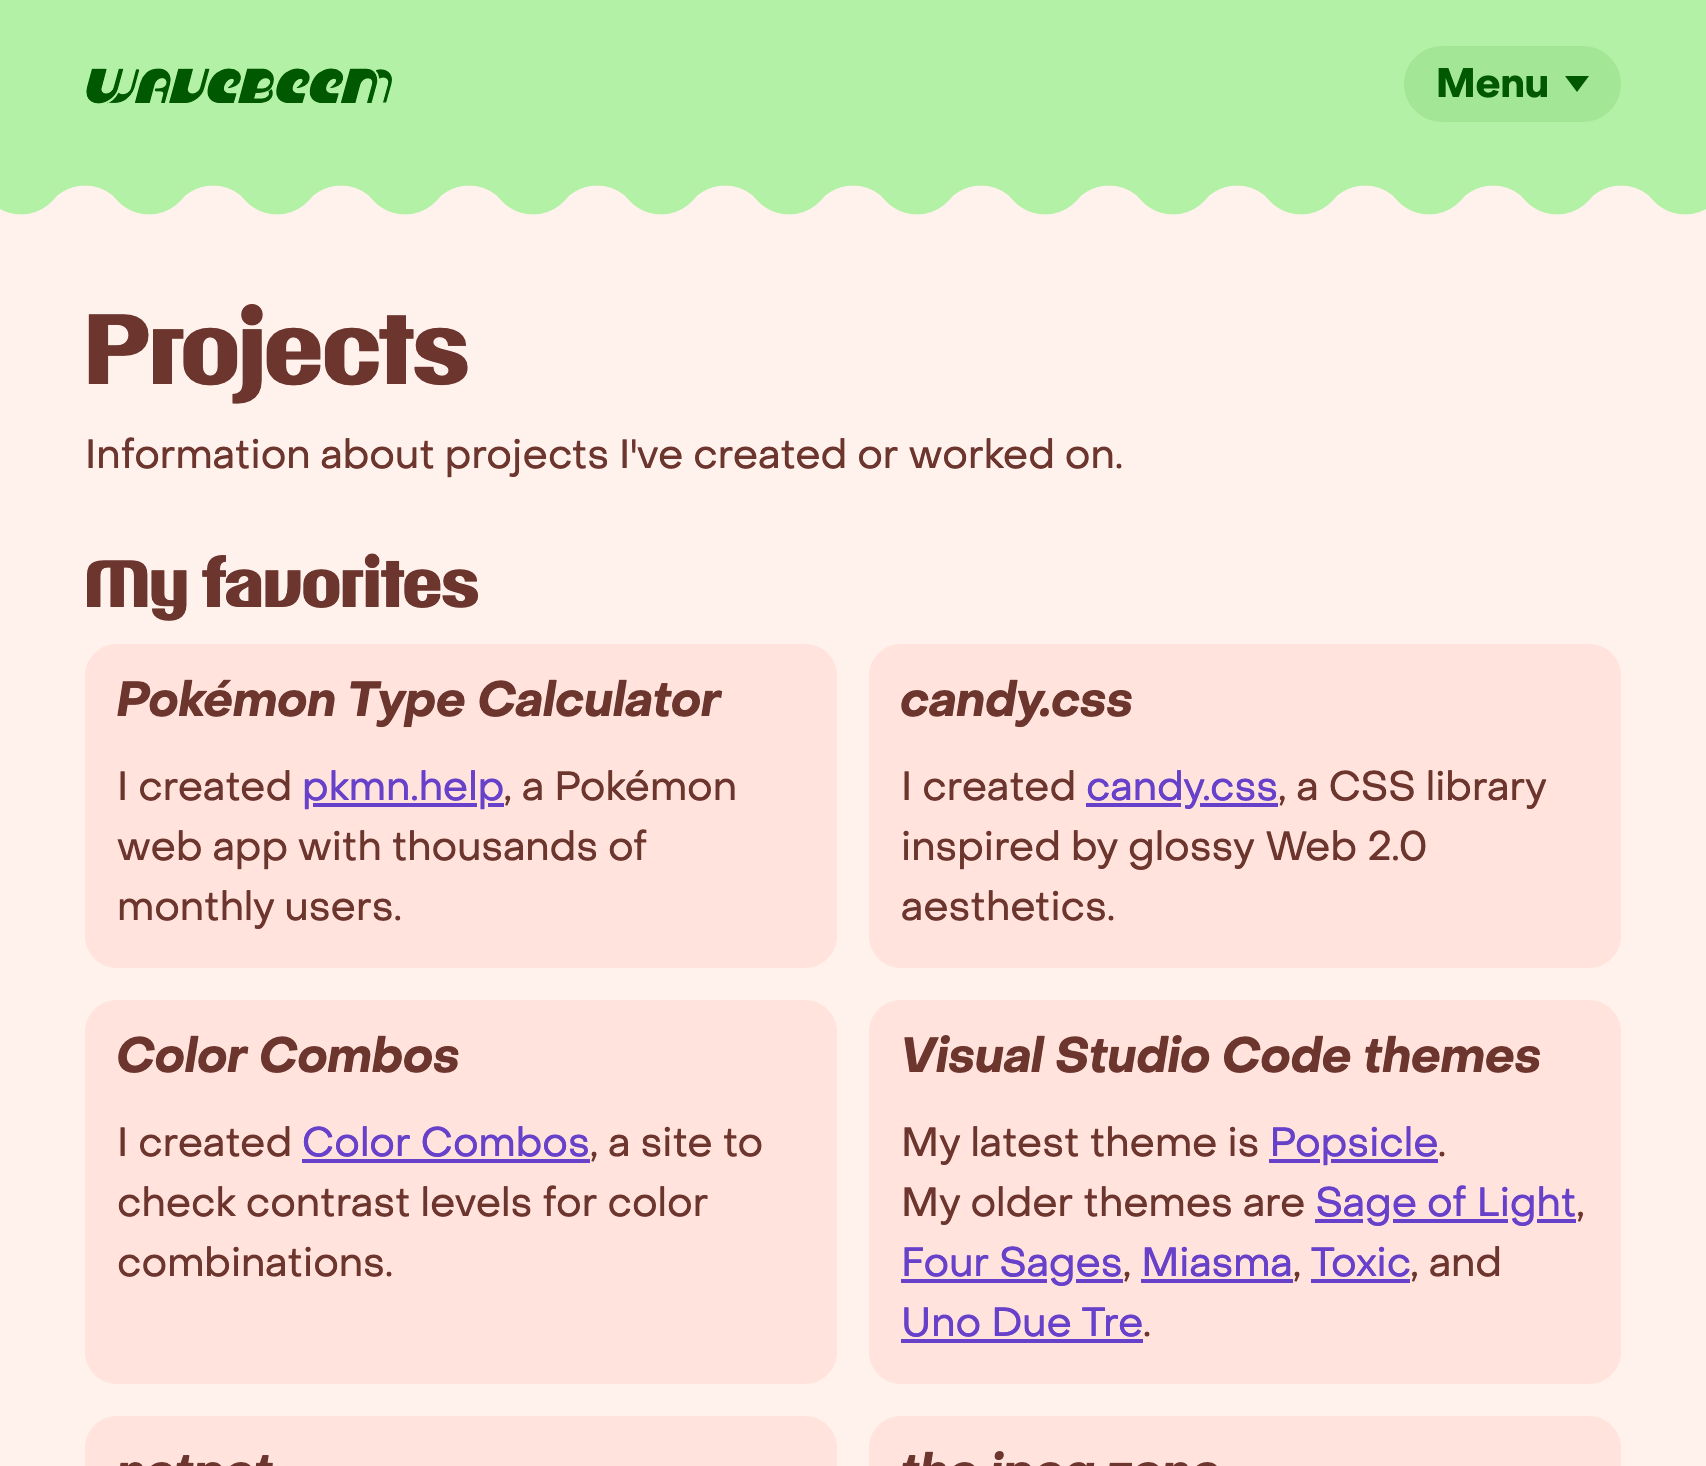 WAVEBEEM
Menu
Projects
Information about projects I've created or worked on.
My favorites
Pokémon Type Calculator
I created pkmn.help, a Pokémon
web app with thousands of
monthly users.
candy.css
I created candy.css, a CSS library
inspired by glossy Web 2.0
aesthetics.
Color Combos
I created Color Combos, a site to
check contrast levels for color
combinations.
Visual Studio Code themes
My latest theme is Popsicle.
My older themes are Sage of Light,
Four Sages, Miasma, Toxic, and
Uno Due Tre.
the jpeg zone